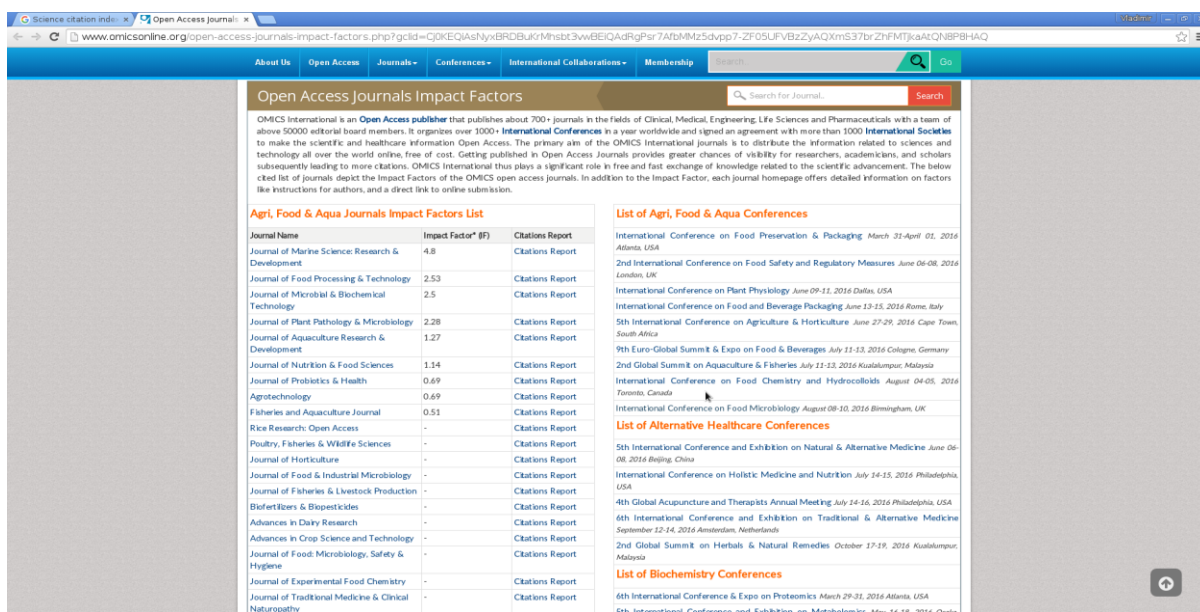 Science citation inde
Open Access Journals
Vladimir
www.omicsonline.org/open-access-journals-impact-factors.php?gclid=
About Us Open Access Journals Conferences International Collaborations Membership Search Go
Open Access Journals Impact Factors
Search for Journal.. Search
OMICS International is an Open Access publisher that publishes about 700+ journals in the fields of Clinical, Medical, Engineering, Life Sciences and Pharmaceuticals with a team of
above 50000 editorial board members. It organizes over 1000+ International Conferences in a year worldwide and signed an agreement with more than 1000 International Societies
to make the scientific and healthcare information Open Access. The primary aim of the OMICS International journals is to distribute the information related to sciences and
technology all over the world online, free of cost. Getting published in Open Access Journals provides greater chances of visibility for researchers, academicians, and scholars
subsequently leading to more citations. OMICS International thus plays a significant role in free and fast exchange of knowledge related to the scientific advancement. The below
cited list of journals depict the Impact Factors of the OMICS open access journals. In addition to the Impact Factor, each journal homepage offers detailed information on factors
like instructions for authors, and a direct link to online submission.
Agri, Food & Aqua Journals Impact Factors List
Journal Name Impact Factor* (IF) Citations Report
Journal of Marine Science: Research & 4.8 Citations Report
Development
Journal of Food Processing & Technology 2.53 Citations Report
Journal of Microbial & Biochemical 2.5 Citations Report
Technology
Journal of Plant Pathology & Microbiology 2.28 Citations Report
Journal of Aquaculture Research & 1.27 Citations Report
Development
Journal of Nutrition & Food Sciences 1.14 Citations Report
Journal of Probiotics & Health 0.69 Citations Report
Agrotechnology 0.69 Citations Report
Fisheries and Aquaculture Journal 0.51 Citations Report
Rice Research: Open Access - Citations Report
Poultry, Fisheries & Wildlife Sciences - Citations Report
Journal of Horticulture - Citations Report
Journal of Food & Industrial Microbiology - Citations Report
Journal of Fisheries & Livestock Production - Citations Report
Biofertilizers & Biopesticides - Citations Report
Advances in Dairy Research - Citations Report
Advances in Crop Science and Technology - Citations Report
Journal of Food: Microbiology, Safety & - Citations Report
Hygiene
Journal of Experimental Food Chemistry - Citations Report
Journal of Traditional Medicine & Clinical - Citations Report
Naturopathy
List of Agri, Food & Aqua Conferences
International Conference on Food Preservation & Packaging March 31-April 01, 2016
Atlanta, USA
2nd International Conference on Food Safety and Regulatory Measures June 06-08, 2016
London, UK
International Conference on Plant Physiology June 09-11, 2016 Dallas, USA
International Conference on Food and Beverage Packaging June 13-15, 2016 Rome, Italy
5th International Conference on Agriculture & Horticulture June 27-29, 2016 Cape Town,
South Africa
9th Euro-Global Summit & Expo on Food & Beverages July 11-13, 2016 Cologne, Germany
2nd Global Summit on Aquaculture & Fisheries July 11-13, 2016 Kualalumpur, Malaysia
International Conference on Food Chemistry and Hydrocolloids August 04-05, 2016
Toronto, Canada
International Conference on Food Microbiology August 08-10, 2016 Birmingham, UK
List of Alternative Healthcare Conferences
5th International Conference and Exhibition on Natural & Alternative Medicine June 06-
08, 2016 Beijing, China
International Conference on Holistic Medicine and Nutrition July 14-15, 2016 Philadelphia,
USA
4th Global Acupuncture and Therapists Annual Meeting July 14-16, 2016 Philadelphia, USA
6th International Conference and Exhibition on Traditional & Alternative Medicine
September 12-14, 2016 Amsterdam, Netherlands
2nd Global Summit on Herbals & Natural Remedies October 17-19, 2016 Kualalumpur,
Malaysia
List of Biochemistry Conferences
6th International Conference & Expo on Proteomics March 29-31, 2016 Atlanta, USA
5th International Conference and Exhibition on Metabolomics